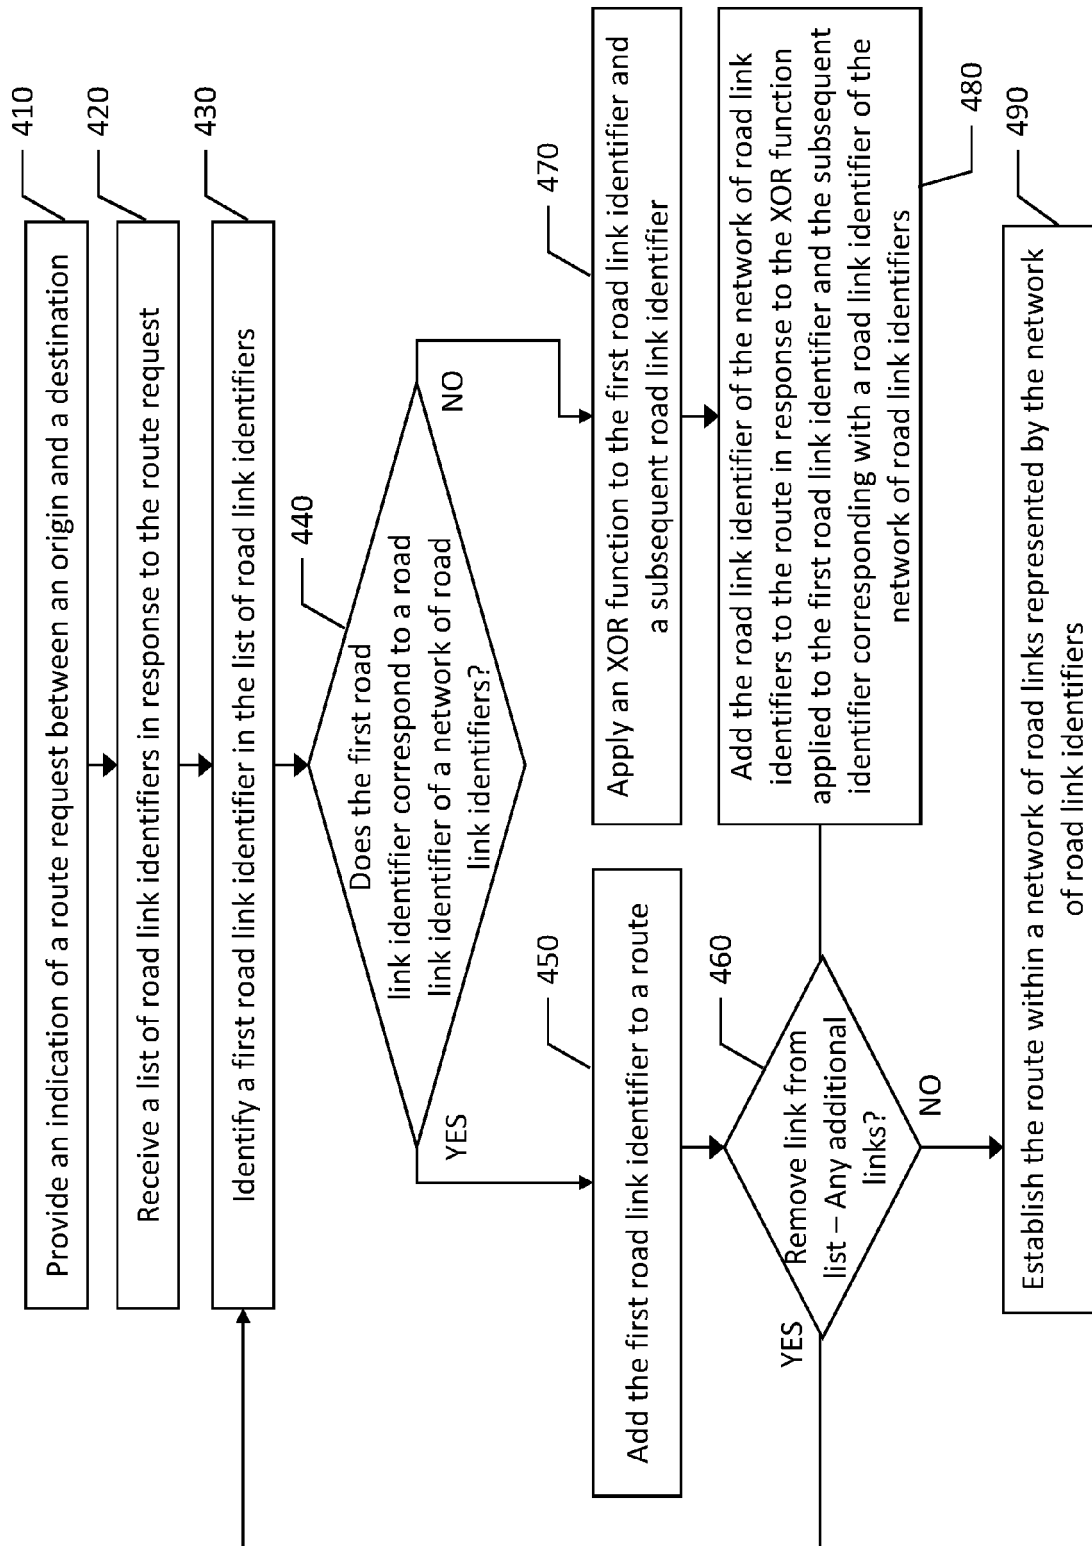 Provide an indication of a route request between an origin and a destination
410
Receive a list of road link identifiers in response to the route request
420
Identify a first road link identifier in the list of road link identifiers
430
Does the first road
link identifier correspond to a road
link identifier of a network of road
link identifiers?
440
YES
NO
Add the first road link identifier to a route
450
Remove link from
list – Any additional
links?
460
YES
NO
Apply an XOR function to the first road link identifier and
a subsequent road link identifier
470
Add the road link identifier of the network of road link
identifiers to the route in response to the XOR function
applied to the first road link identifier and the subsequent
identifier corresponding with a road link identifier of the
network of road link identifiers
480
Establish the route within a network of road links represented by the network
of road link identifiers
490